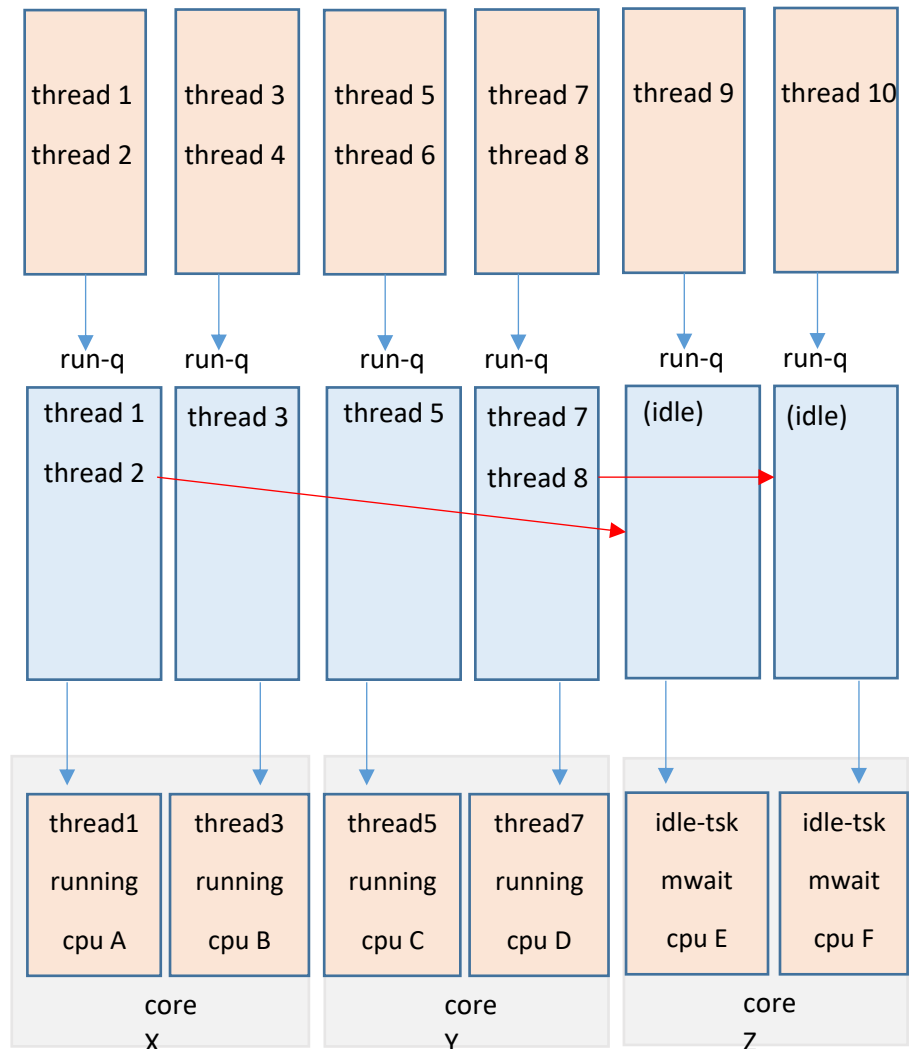 thread 1
thread 2
thread 3
thread 4
thread 5
thread 6
thread 7
thread 8
thread 9
thread 10
run-q
run-q
run-q
run-q
run-q
run-q
thread 1
thread 2
thread 3
thread 5
thread 7
thread 8
(idle)
(idle)
thread1
running
cpu A
thread3
running
cpu B
thread5
running
cpu C
thread7
running
cpu D
idle-tsk
mwait
cpu E
idle-tsk
mwait
cpu F
core
X
core
Y
core
Z